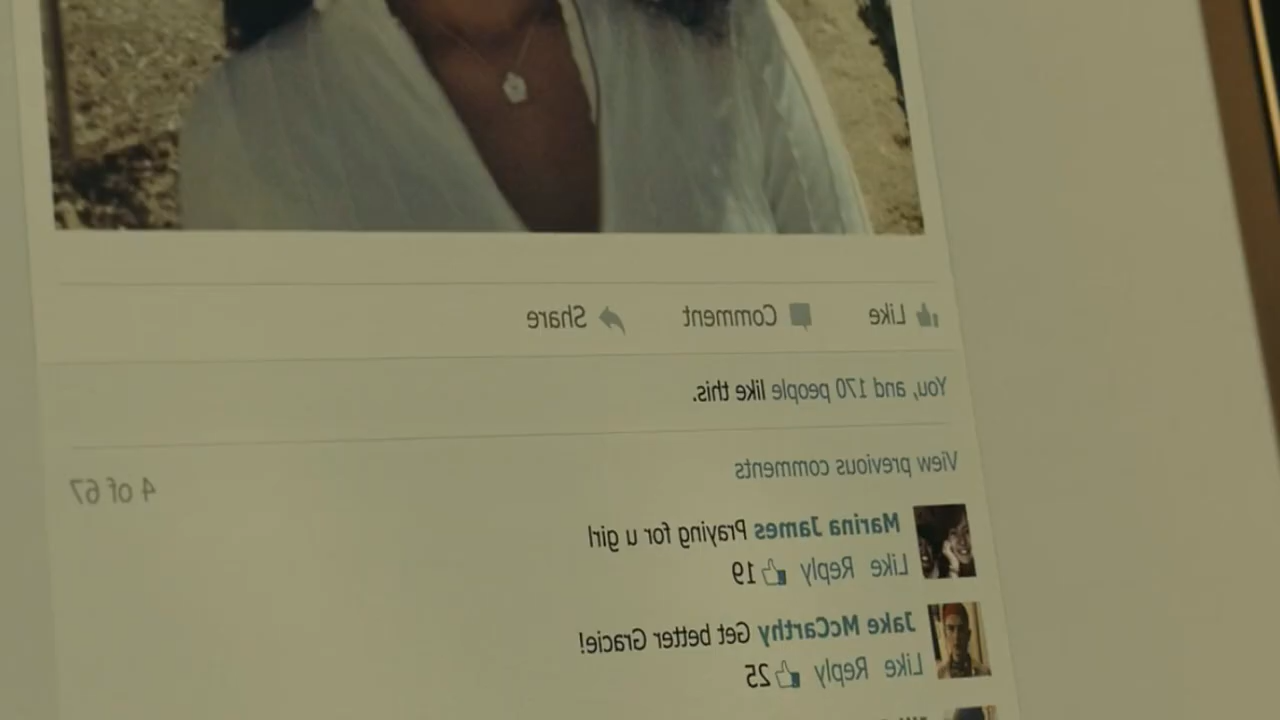 Like Comment Share
You, and 170 people like this.
View previous comments
4 of 67
Marina James Praying for u girl
Like Reply 19
Jake McCarthy Get better Gracie!
Like Reply 25